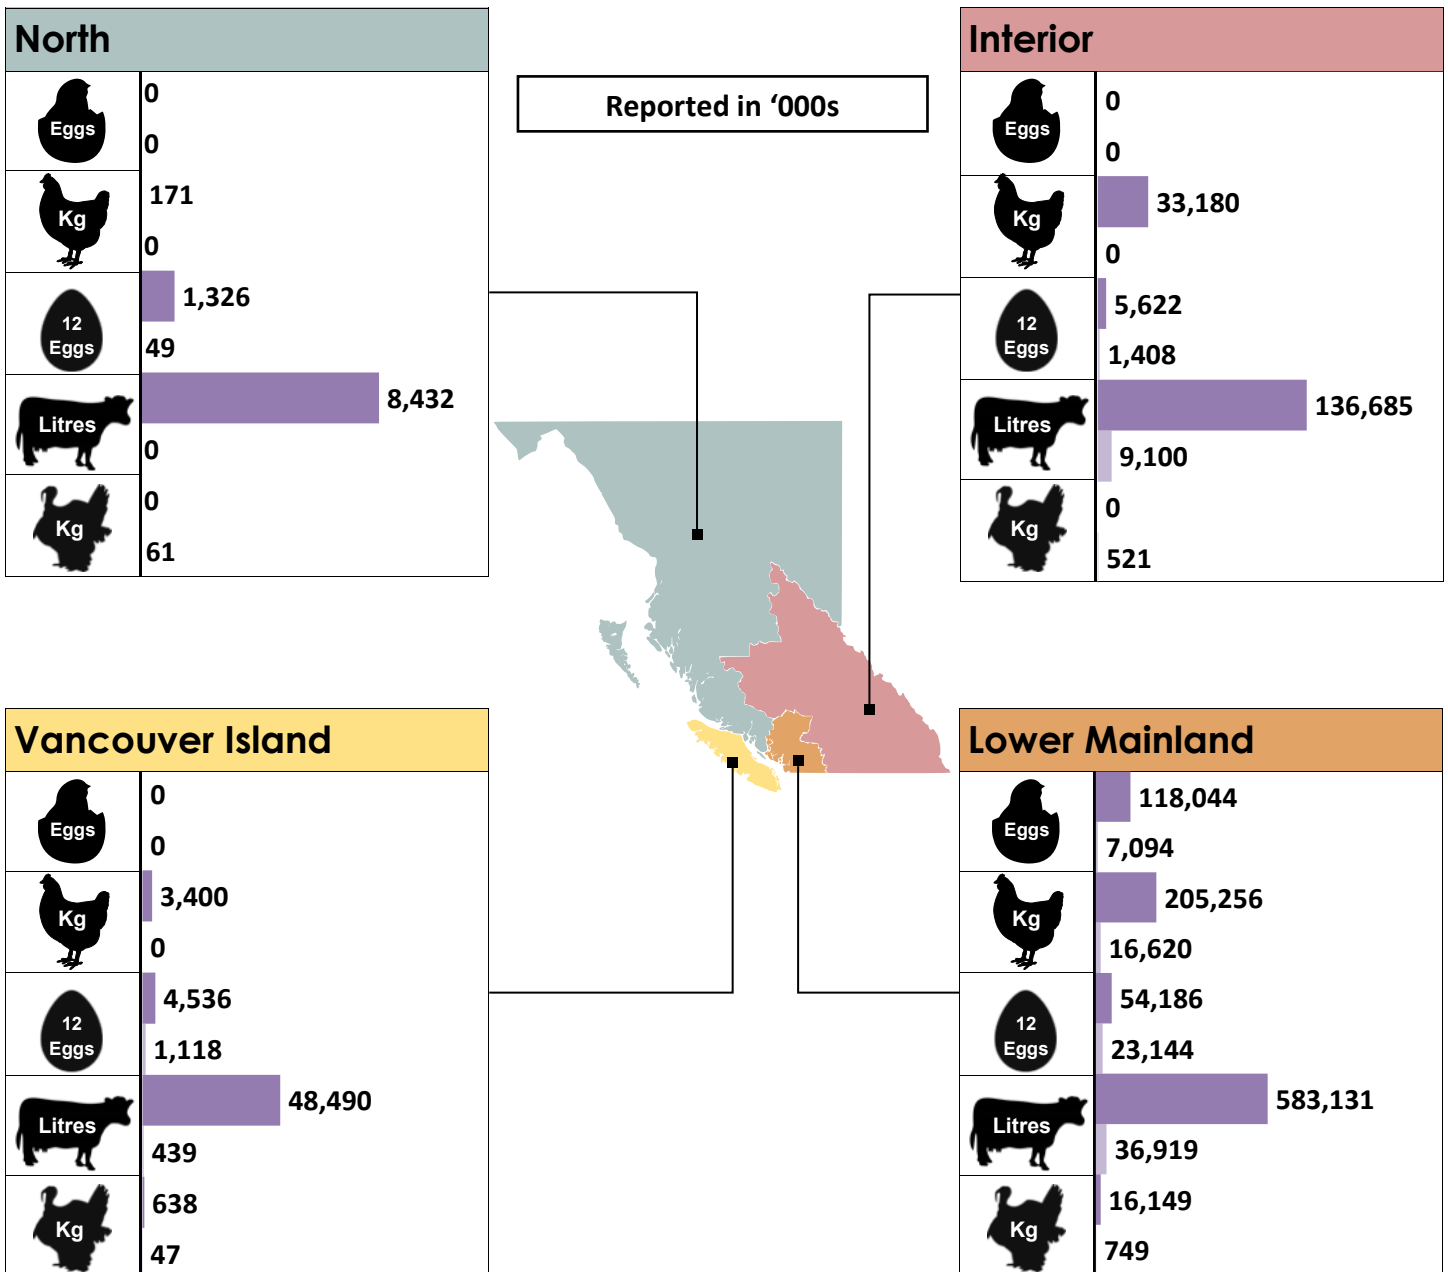 North
Eggs
0
0
Kg
171
0
12
Eggs
1,326
49
Litres
8,432
0
Kg
0
61
Reported in ‘000s
Interior
Eggs
0
0
Kg
33,180
0
12
Eggs
5,622
1,408
Litres
136,685
9,100
Kg
0
521
Vancouver Island
Eggs
0
0
Kg
3,400
0
12
Eggs
4,536
1,118
Litres
48,490
439
Kg
638
47
Lower Mainland
Eggs
118,044
7,094
Kg
205,256
16,620
12
Eggs
54,186
23,144
Litres
583,131
36,919
Kg
16,149
749